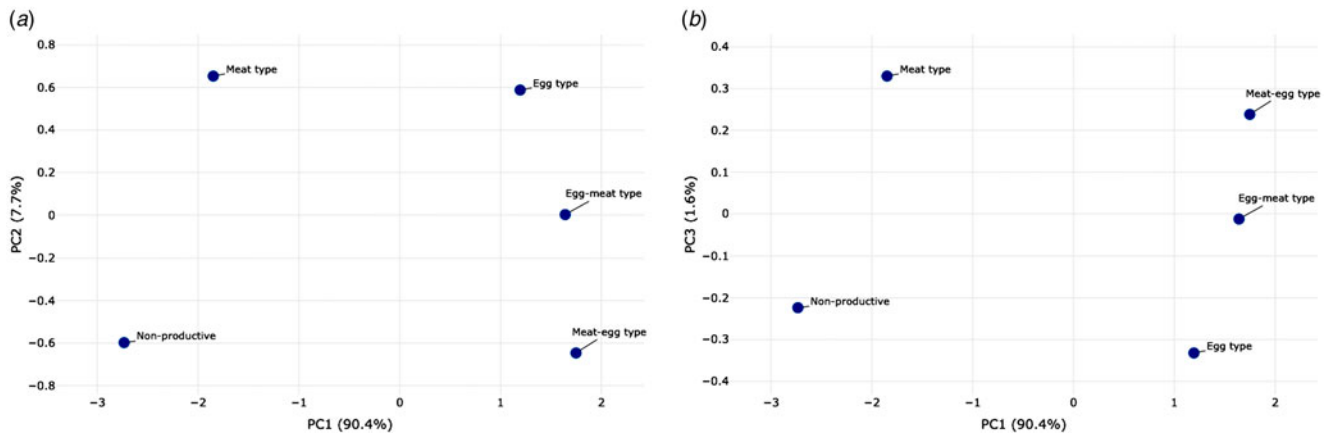 (a)
0.8
0.6
0.4
0.2
0
−0.2
−0.4
−0.6
−0.8
PC2 (7.7%)
Meat type
Egg type
Egg-meat type
Non-productive
Meat-egg type
−3
−2
−1
0
1
2
PC1 (90.4%)
(b)
0.4
0.3
0.2
0.1
0
−0.1
−0.2
−0.3
−0.4
PC3 (1.6%)
Meat type
Meat-egg type
Egg-meat type
Non-productive
Egg type
−3
−2
−1
0
1
2
PC1 (90.4%)